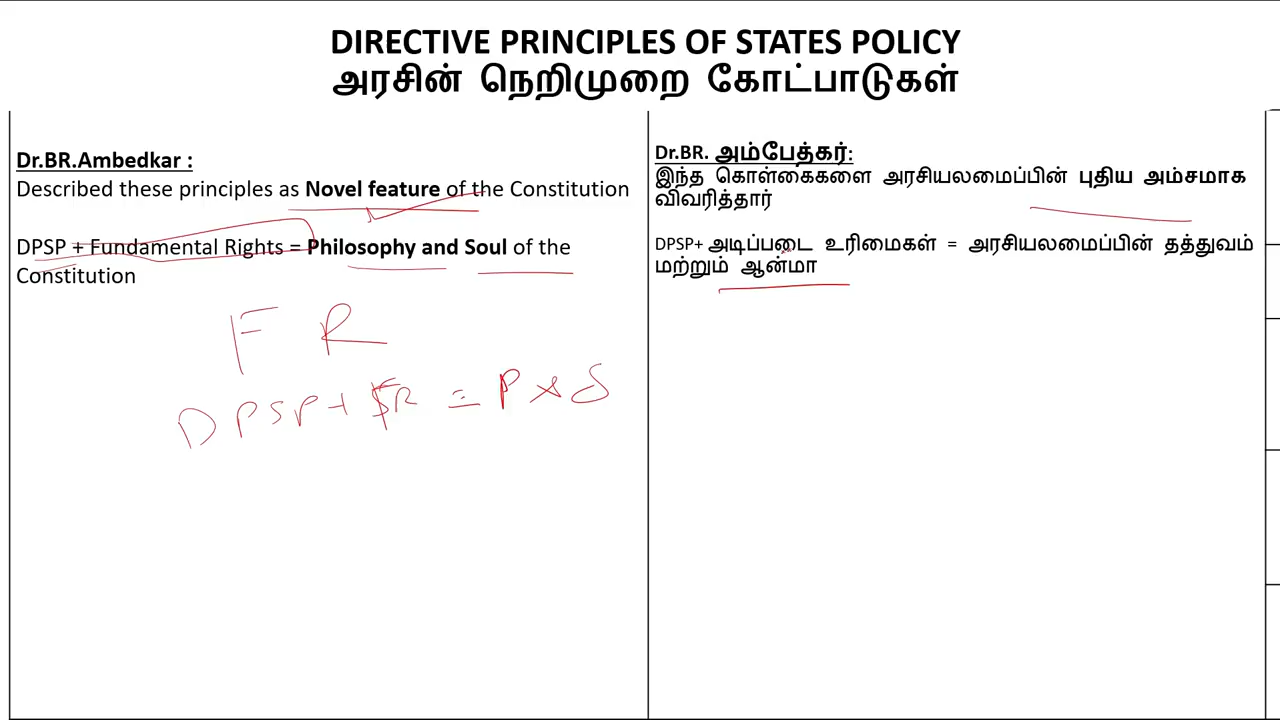 DIRECTIVE PRINCIPLES OF STATES POLICY
அரசின் நெறிமுறை கோட்பாடுகள்
Dr.BR.Ambedkar :
Described these principles as Novel feature of the Constitution
DPSP + Fundamental Rights = Philosophy and Soul of the
Constitution
F R
DPSP + FR = P & S
Dr.BR. அம்பேத்கர்:
இந்த கொள்கைகளை அரசியலமைப்பின் புதிய அம்சமாக
விவரித்தார்
DPSP+ அடிப்படை உரிமைகள் = அரசியலமைப்பின் தத்துவம்
மற்றும் ஆன்மா